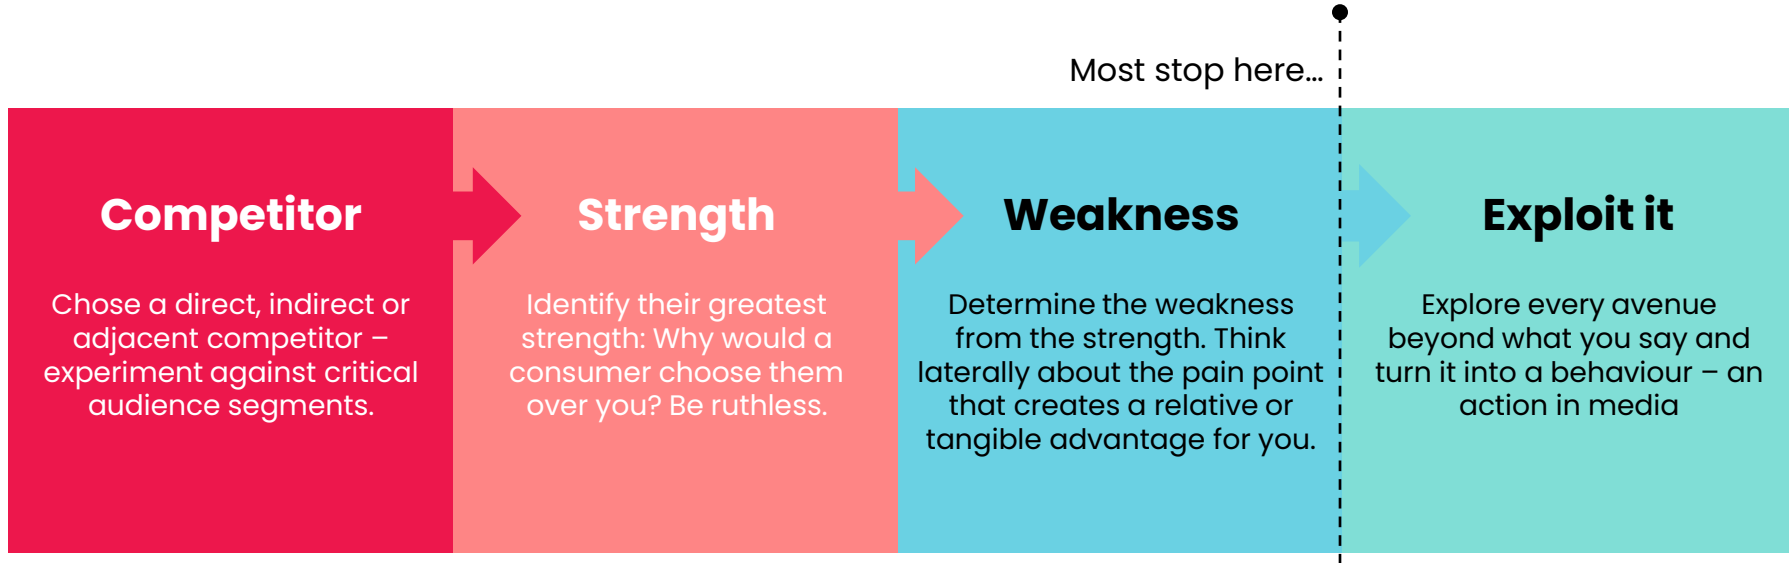 Most stop here…
Competitor
Chose a direct, indirect or
adjacent competitor –
experiment against critical
audience segments.
Strength
Identify their greatest
strength: Why would a
consumer choose them
over you? Be ruthless.
Weakness
Determine the weakness
from the strength. Think
laterally about the pain point
that creates a relative or
tangible advantage for you.
Exploit it
Explore every avenue
beyond what you say and
turn it into a behaviour – an
action in media